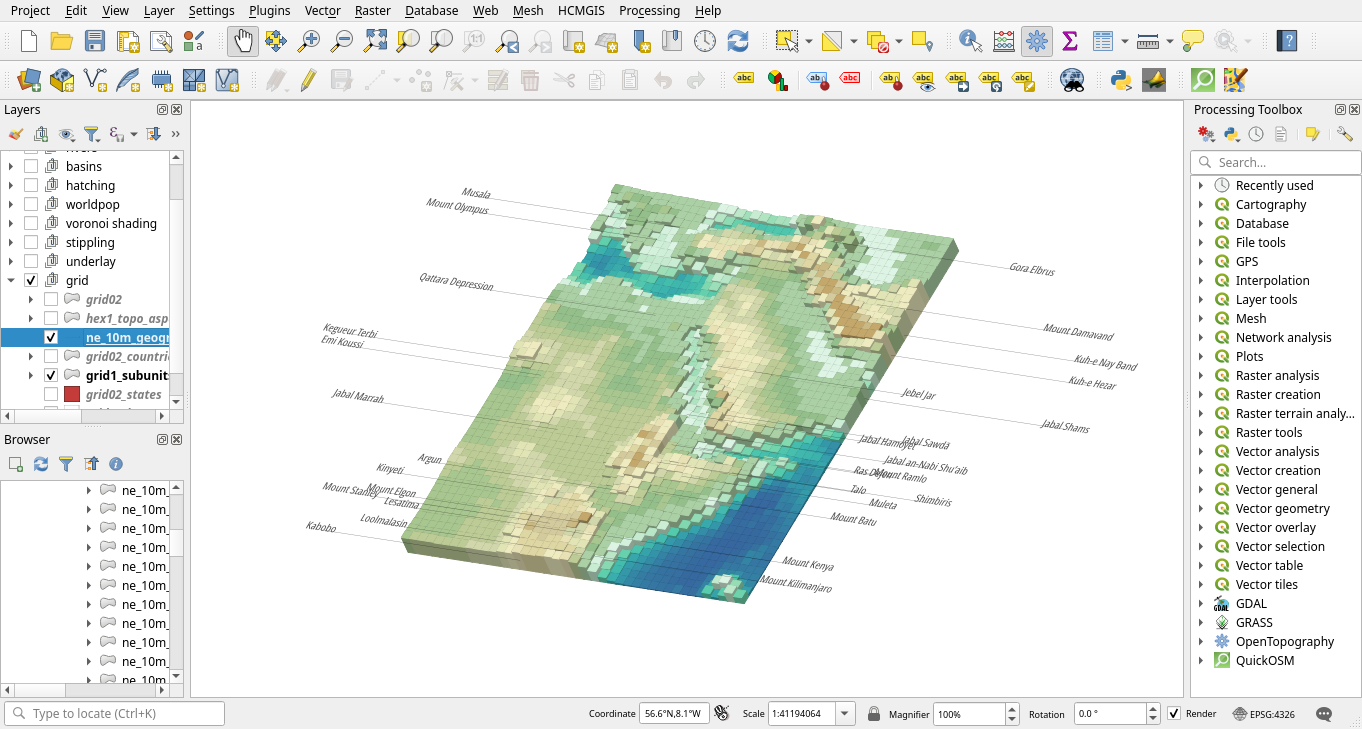 Project Edit View Layer Settings Plugins Vector Raster Database Web Mesh HCMGIS Processing Help
Layers
basins
hatching
worldpop
voronoi shading
stippling
underlay
grid
grid02
hex1_topo_asp
ne_10m_geogr
grid02_countri
grid1_subunit
grid02_states
Browser
ne_10m_
ne_10m_
ne_10m_
ne_10m_
ne_10m_
ne_10m_
ne_10m_
ne_10m_
ne_10m_
ne_10m_
ne_10m_
Musala
Mount Olympus
Qattara Depression
Kegueur Terbi
Emi Koussi
Jabal Marrah
Argun
Kinyeti
Mount Elgon
Mount Stanley
Lesatima
Loolmalasin
Kabobo
Gora Elbrus
Mount Damavand
Kuh-e Nay Band
Kuh-e Hezar
Jebel Jar
Jabal Shams
Jabal Hamoyet
Jabal Sawda
Jabal an-Nabi Shu'aib
Ras Dejen
Mount Ramlo
Talo
Shimbiris
Muleta
Mount Batu
Mount Kenya
Mount Kilimanjaro
Processing Toolbox
Search...
Recently used
Cartography
Database
File tools
GPS
Interpolation
Layer tools
Mesh
Network analysis
Plots
Raster analysis
Raster creation
Raster terrain analy...
Raster tools
Vector analysis
Vector creation
Vector general
Vector geometry
Vector overlay
Vector selection
Vector table
Vector tiles
GDAL
GRASS
OpenTopography
QuickOSM
Type to locate (Ctrl+K)
Coordinate 56.6°N,8.1°W Scale 1:41194064 Magnifier 100% Rotation 0.0 ° Render EPSG:4326